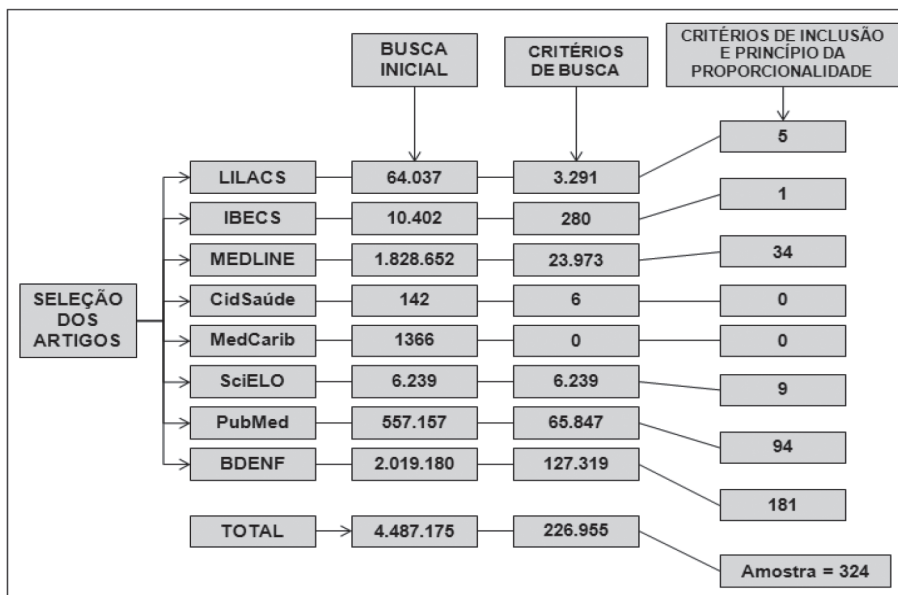 BUSCA
INICIAL
CRITÉRIOS
DE BUSCA
CRITÉRIOS DE INCLUSÃO
E PRINCÍPIO DA
PROPORCIONALIDADE
SELEÇÃO
DOS
ARTIGOS
LILACS 64.037 3.291 5
IBECS 10.402 280 1
MEDLINE 1.828.652 23.973 34
CidSaúde 142 6 0
MedCarib 1366 0 0
SciELO 6.239 6.239 9
PubMed 557.157 65.847 94
BDENF 2.019.180 127.319 181
TOTAL 4.487.175 226.955 Amostra = 324